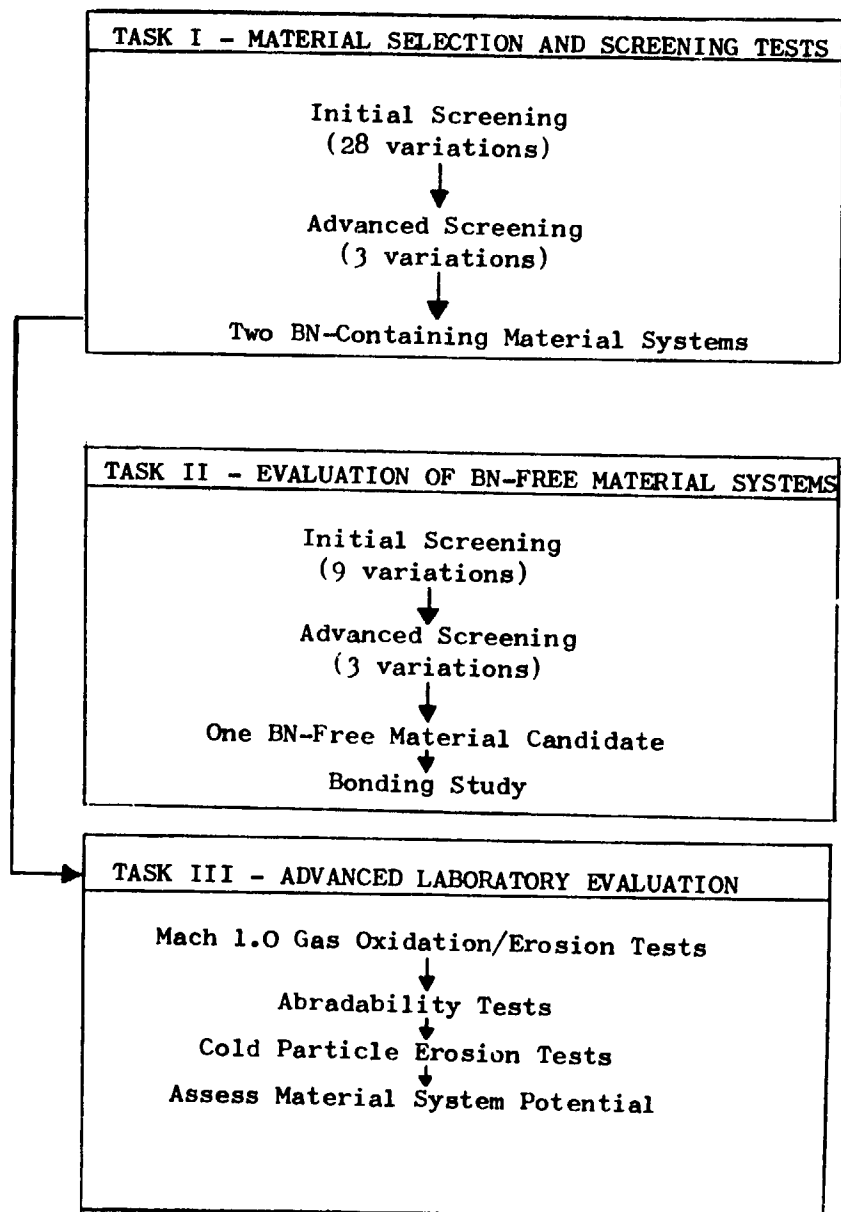 TASK I - MATERIAL SELECTION AND SCREENING TESTS
Initial Screening
(28 variations)
Advanced Screening
(3 variations)
Two BN-Containing Material Systems
TASK II - EVALUATION OF BN-FREE MATERIAL SYSTEMS
Initial Screening
(9 variations)
Advanced Screening
(3 variations)
One BN-Free Material Candidate
Bonding Study
TASK III - ADVANCED LABORATORY EVALUATION
Mach 1.0 Gas Oxidation/Erosion Tests
Abradability Tests
Cold Particle Erosion Tests
Assess Material System Potential